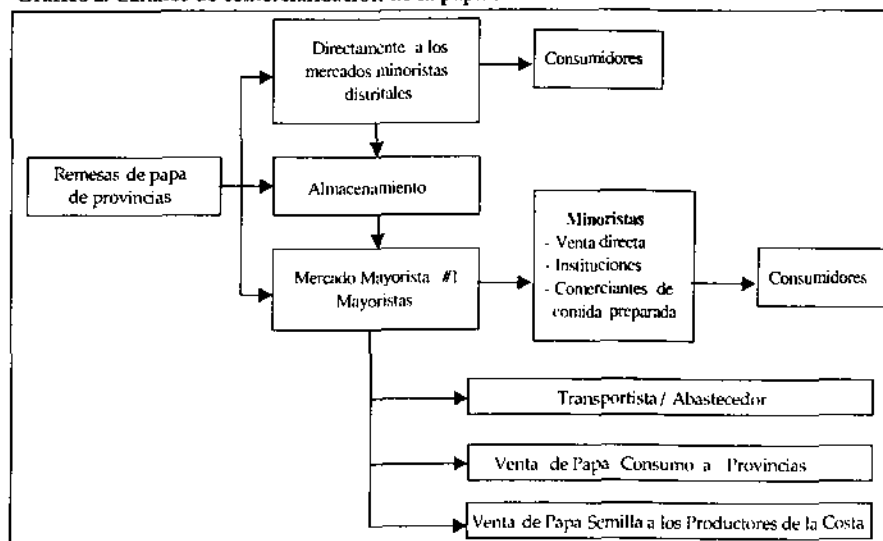 Directamente a los
mercados minoristas
distritales
Consumidores
Remesas de papa
de provincias
Almacenamiento
Mercado Mayorista #1
Mayoristas
Minoristas
- Venta directa
- Instituciones
- Comerciantes de
comida preparada
Consumidores
Transportista / Abastecedor
Venta de Papa Consumo a Provincias
Venta de Papa Semilla a los Productores de la Costa